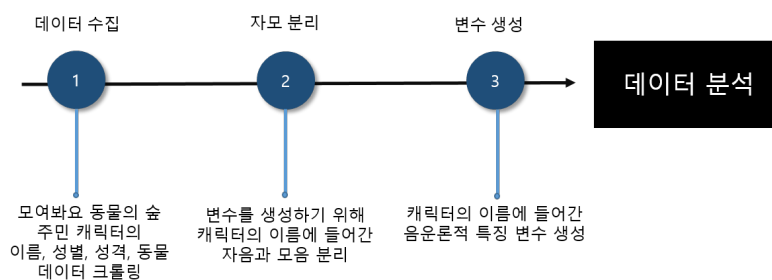 데이터 수집
자모 분리
변수 생성
1
2
3
데이터 분석
모여봐요 동물의 숲
주민 캐릭터의
이름, 성별, 성격, 동물
데이터 크롤링
변수를 생성하기 위해
캐릭터의 이름에 들어간
자음과 모음 분리
캐릭터의 이름에 들어간
음운론적 특징 변수 생성